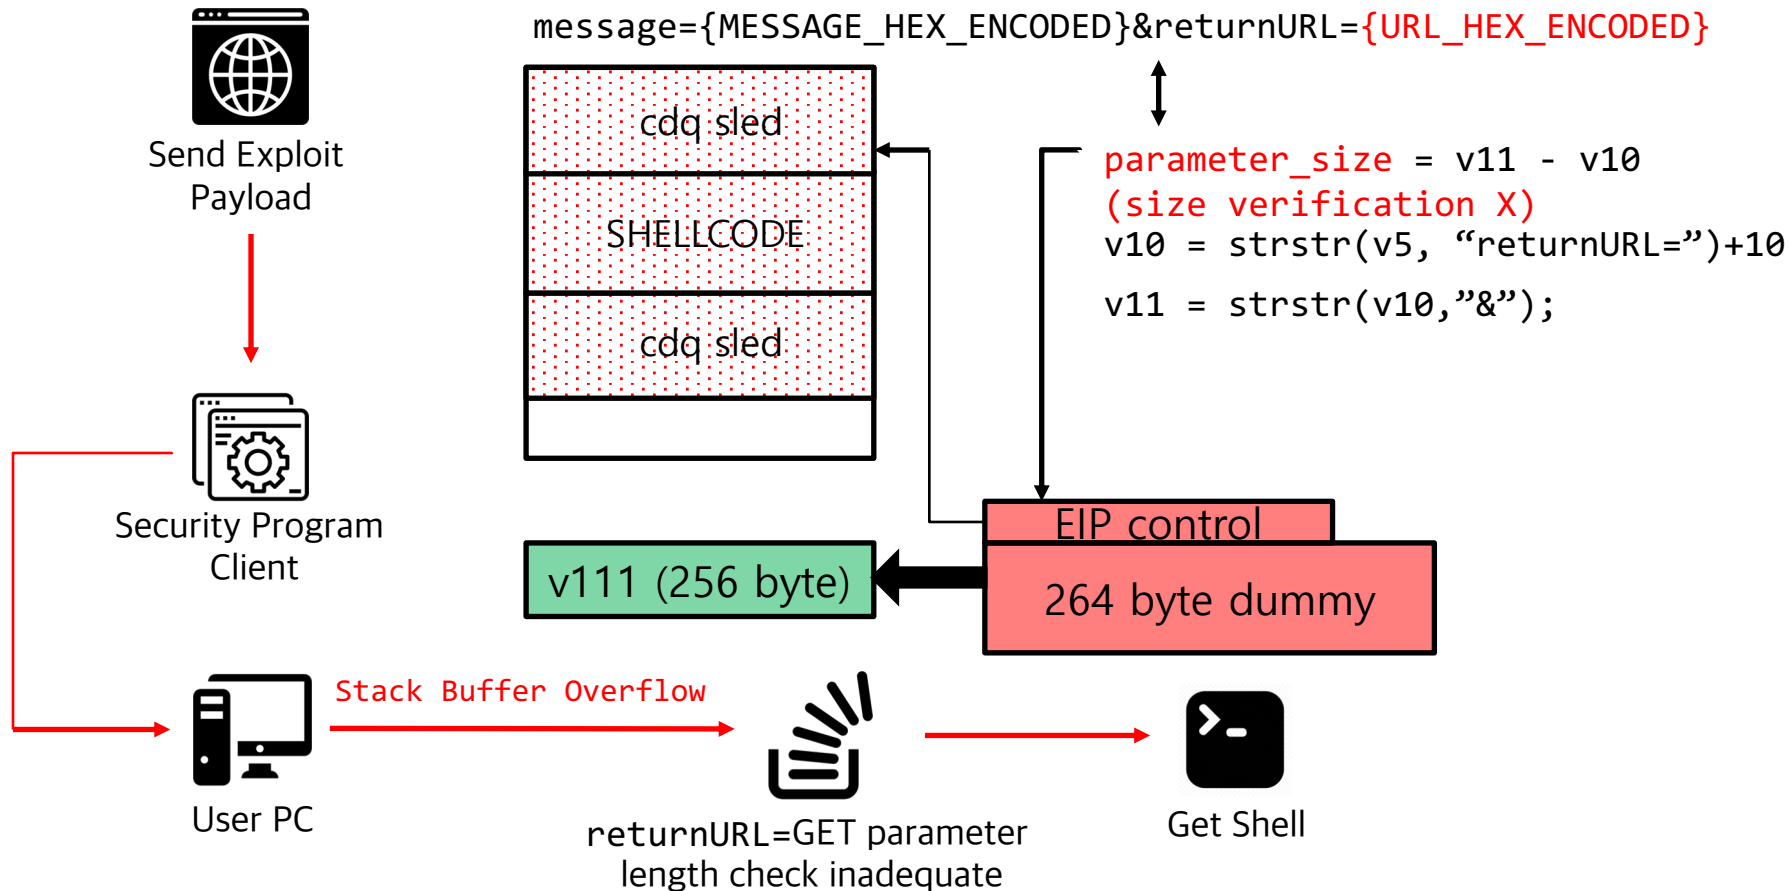 message={MESSAGE_HEX_ENCODED}&returnURL={URL_HEX_ENCODED}
Send Exploit
Payload
cdq sled
SHELLCODE
cdq sled
parameter_size = v11 - v10
(size verification X)
v10 = strstr(v5, “returnURL=”)+10
v11 = strstr(v10,”&”);
Security Program
Client
EIP control
v111 (256 byte)
264 byte dummy
Stack Buffer Overflow
User PC
returnURL=GET parameter
length check inadequate
Get Shell